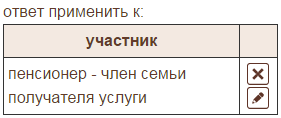 ответ применить к:
участник
пенсионер - член семьи
получателя услуги